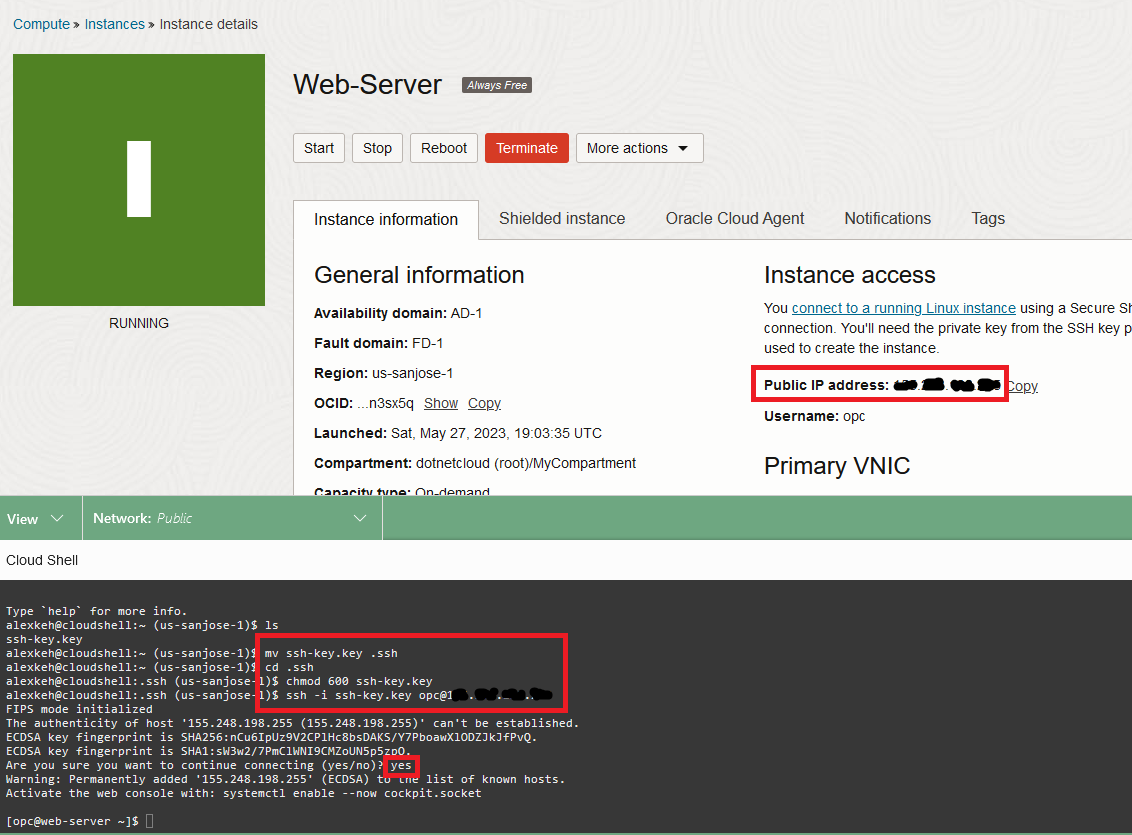 Compute » Instances » Instance details
Web-Server Always Free
Start Stop Reboot Terminate More actions
RUNNING
Instance information Shielded instance Oracle Cloud Agent Notifications Tags
General information
Availability domain: AD-1
Fault domain: FD-1
Region: us-sanjose-1
OCID: ...n3sx5q Show Copy
Launched: Sat, May 27, 2023, 19:03:35 UTC
Compartment: dotnetcloud (root)/MyCompartment
Capacity type: On-demand
Instance access
You connect to a running Linux instance using a Secure Sh
connection. You'll need the private key from the SSH key p
used to create the instance.
Public IP address: Copy
Username: opc
Primary VNIC
View Network: Public
Cloud Shell
Type `help` for more info.
alexkeh@cloudshell:~ (us-sanjose-1)$ ls
ssh-key.key
alexkeh@cloudshell:~ (us-sanjose-1)$ mv ssh-key.key .ssh
alexkeh@cloudshell:~ (us-sanjose-1)$ cd .ssh
alexkeh@cloudshell:.ssh (us-sanjose-1)$ chmod 600 ssh-key.key
alexkeh@cloudshell:.ssh (us-sanjose-1)$ ssh -i ssh-key.key opc@
FIPS mode initialized
The authenticity of host '155.248.198.255 (155.248.198.255)' can't be established.
ECDSA key fingerprint is SHA256:nCu6IpUz9V2CPlHc8bsDAKS/Y7PboawXlODZJkJfPvQ.
ECDSA key fingerprint is SHA1:sW3w2/7PmClWNI9CMZoUN5p5zpO.
Are you sure you want to continue connecting (yes/no)? yes
Warning: Permanently added '155.248.198.255' (ECDSA) to the list of known hosts.
Activate the web console with: systemctl enable --now cockpit.socket
[opc@web-server ~]$